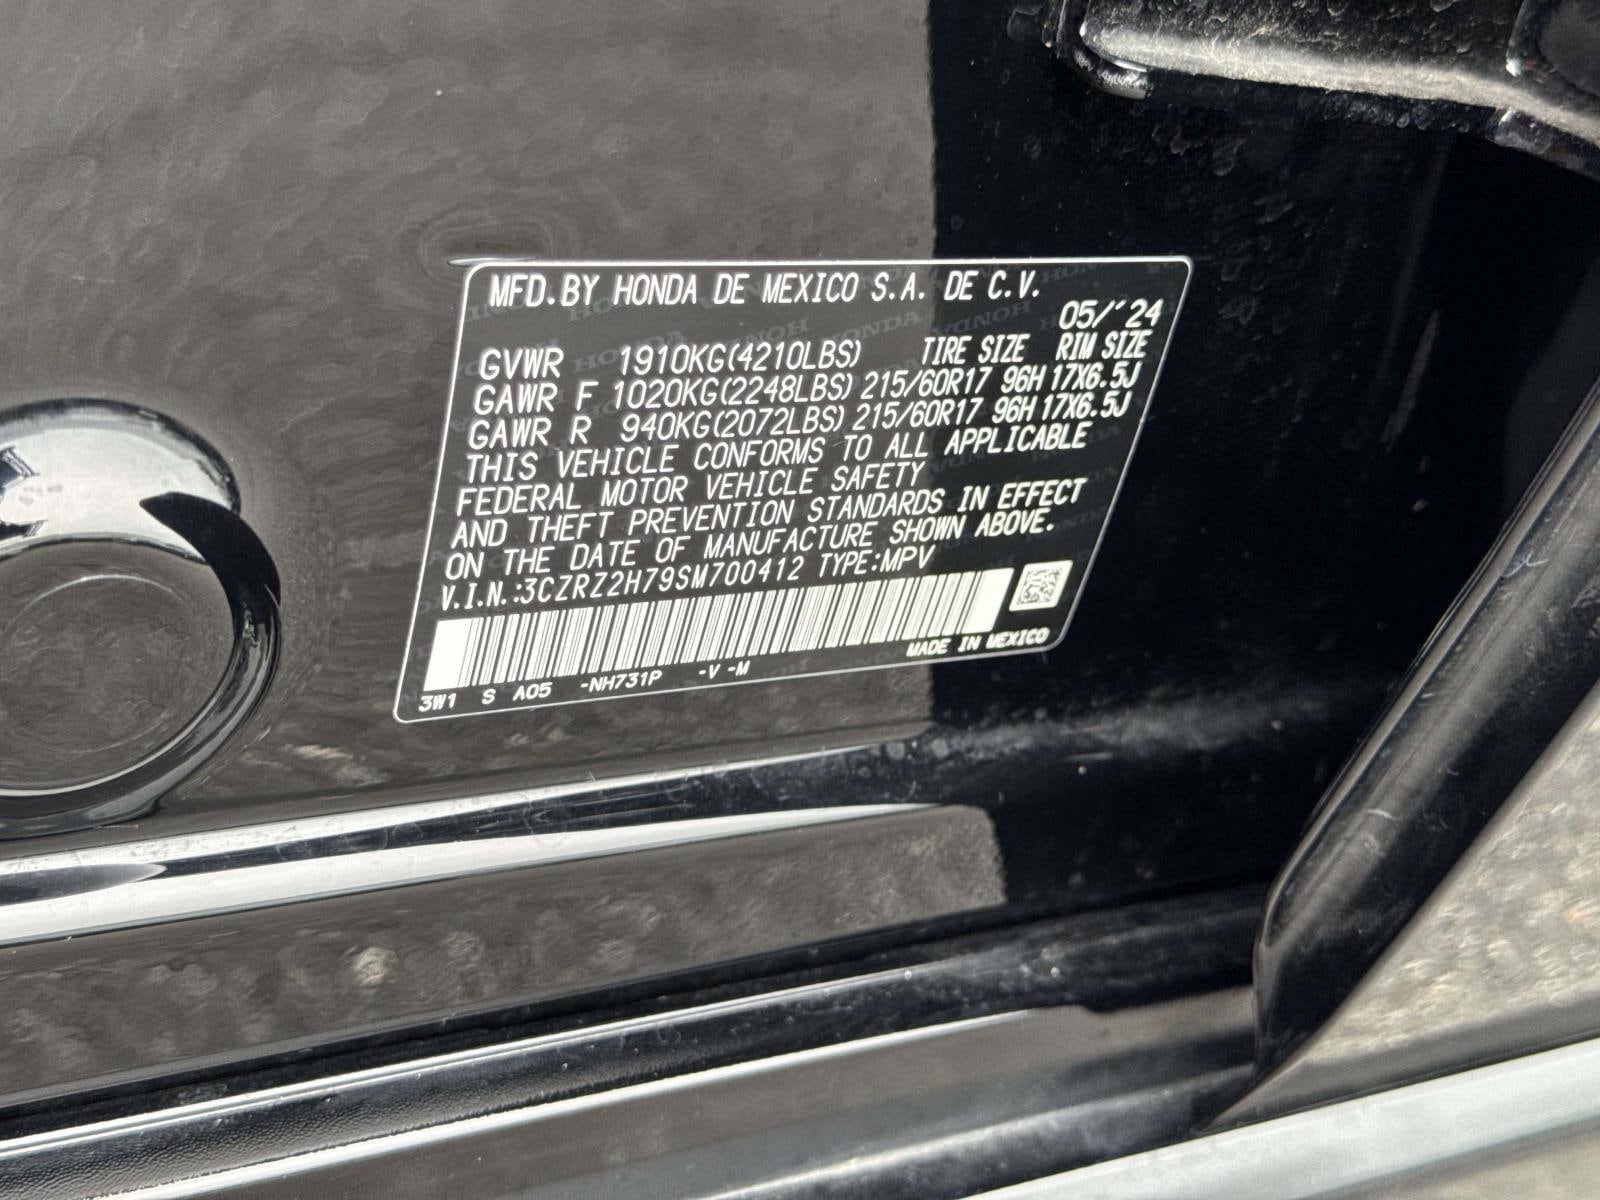 MFD.BY HONDA DE MEXICO S.A. DE C.V.
05/'24
GVWR 1910KG(4210LBS) TIRE SIZE RIM SIZE
GAWR F 1020KG(2248LBS) 215/60R17 96H 17X6.5J
GAWR R 940KG(2072LBS) 215/60R17 96H 17X6.5J
THIS VEHICLE CONFORMS TO ALL APPLICABLE
FEDERAL MOTOR VEHICLE SAFETY
AND THEFT PREVENTION STANDARDS IN EFFECT
ON THE DATE OF MANUFACTURE SHOWN ABOVE.
V.I.N.:3CZRZ2H79SM700412 TYPE:MPV
MADE IN MEXICO
3W1 S A05 -NH731P -V -M